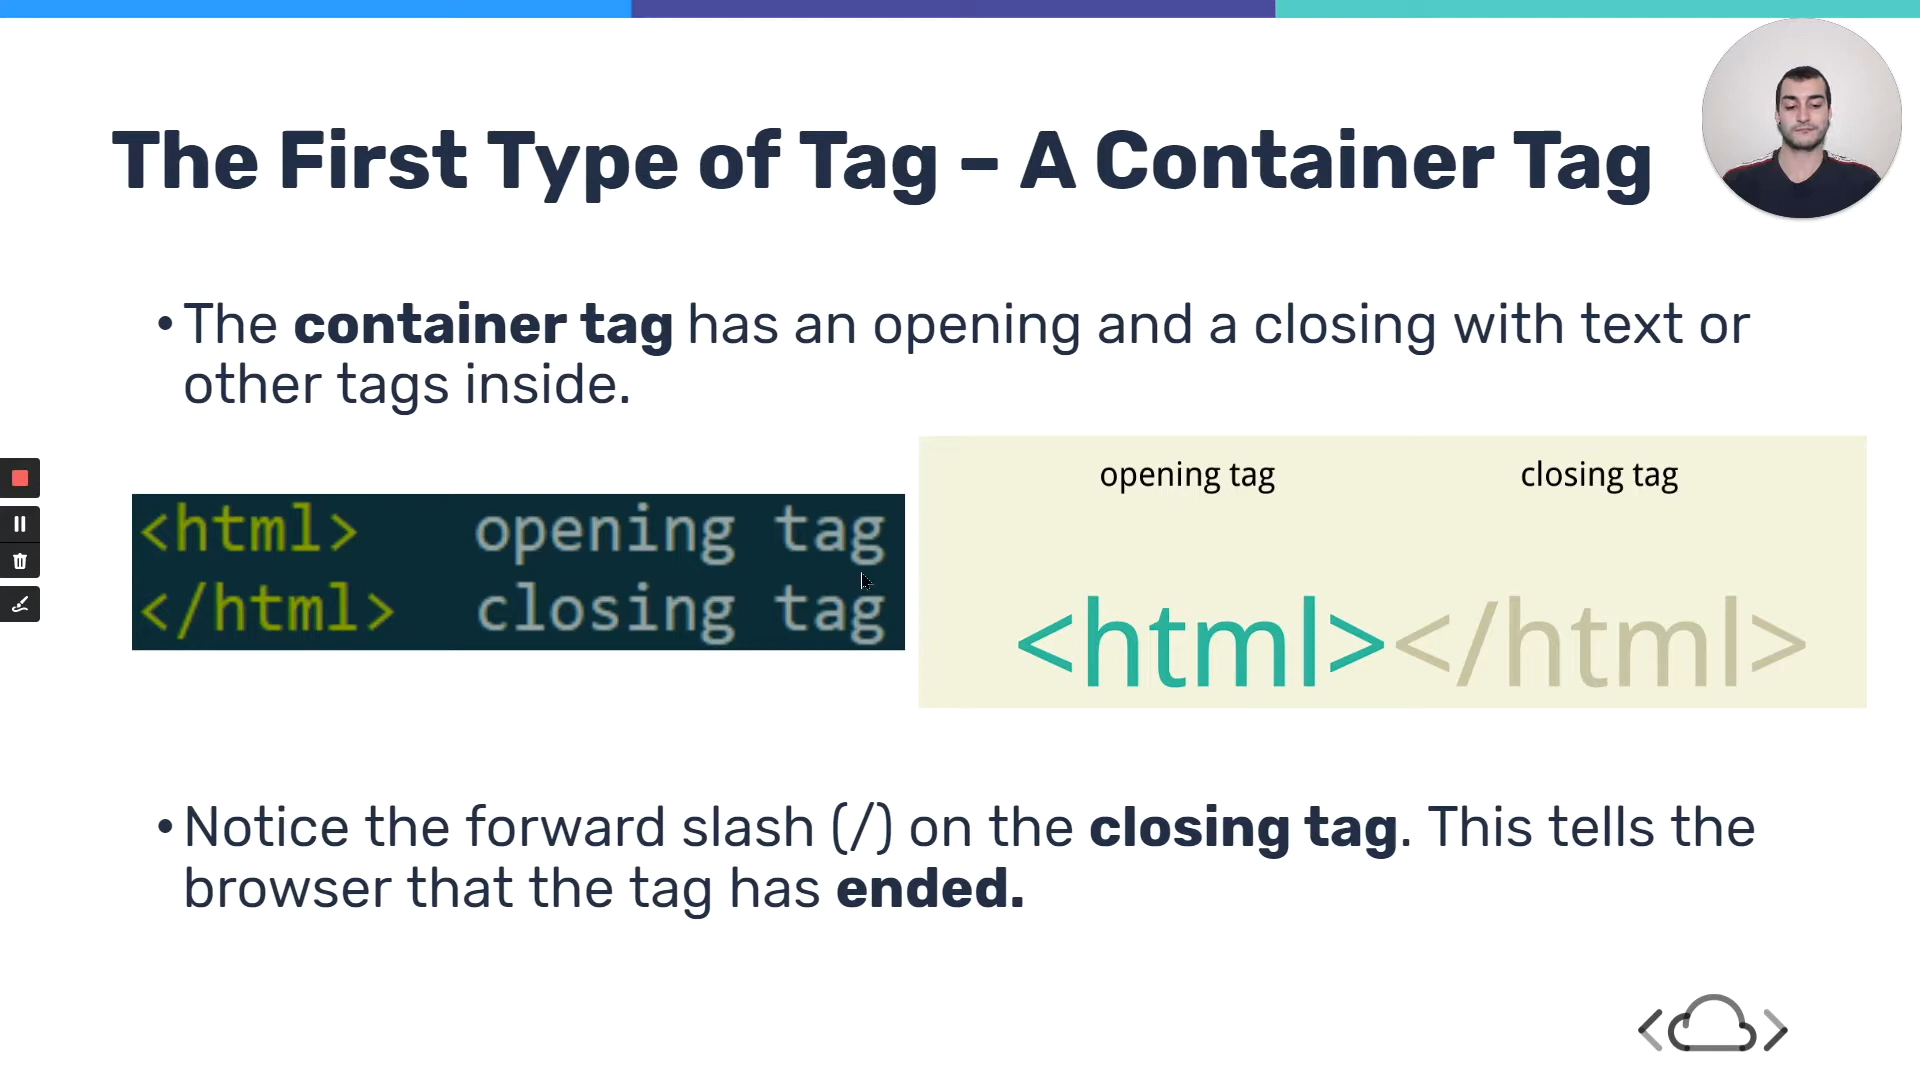 The First Type of Tag – A Container Tag
• The container tag has an opening and a closing with text or
other tags inside.
<html> opening tag
</html> closing tag
opening tag closing tag
<html></html>
• Notice the forward slash (/) on the closing tag. This tells the
browser that the tag has ended.